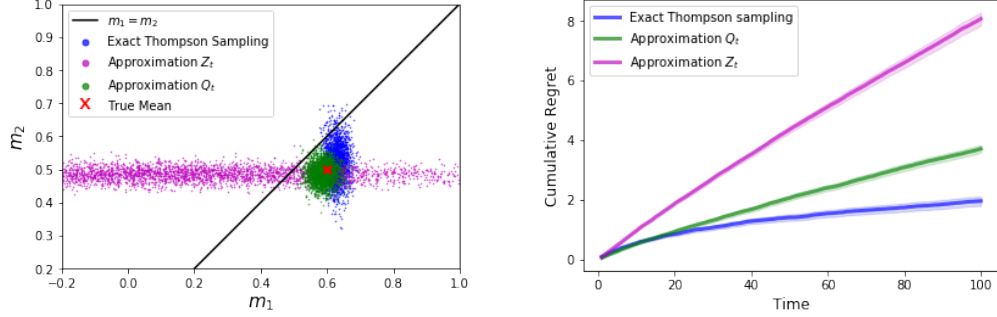 1.0
0.9
0.8
0.7
0.6
0.5
0.4
0.3
0.2
m₂
−0.2
0.0
0.2
0.4
0.6
0.8
1.0
m₁
m₁ = m₂
Exact Thompson Sampling
Approximation Zₜ
Approximation Qₜ
True Mean
8
6
4
2
0
Cumulative Regret
0
20
40
60
80
100
Time
Exact Thompson sampling
Approximation Qₜ
Approximation Zₜ